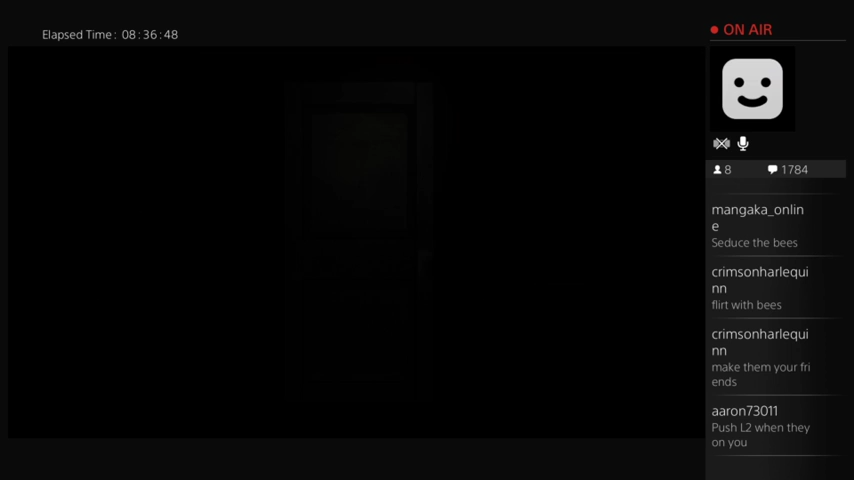 Elapsed Time: 08:36:48
ON AIR
8 1784
mangaka_onlin
e
Seduce the bees
crimsonharlequi
nn
flirt with bees
crimsonharlequi
nn
make them your fri
ends
aaron73011
Push L2 when they
on you